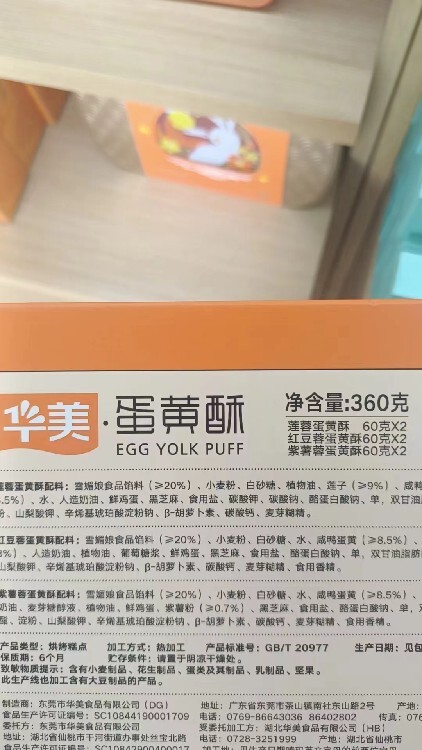 华美·蛋黄酥
EGG YOLK PUFF
净含量:360克
莲蓉蛋黄酥 60克X2
红豆蓉蛋黄酥60克X2
紫薯蓉蛋黄酥60克X2
莲蓉蛋黄酥配料：雪媚娘食品馅料（≥20%）、小麦粉、白砂糖、植物油、莲子（≥9%）、咸鸭
.5%）、水、人造奶油、鲜鸡蛋、黑芝麻、食用盐、碳酸钾、碳酸钠、酪蛋白酸钠、单，双甘油
、山梨酸钾、辛烯基琥珀酸淀粉钠、β-胡萝卜素、碳酸钙、麦芽糊精
红豆蓉蛋黄酥配料：雪媚娘食品馅料（≥20%）、小麦粉、白砂糖、水、咸鸭蛋黄（≥8.5%）、
%）、人造奶油、植物油、葡萄糖浆、鲜鸡蛋、黑芝麻、食用盐、酪蛋白酸钠、单，双甘油脂肪
山梨酸钾、辛烯基琥珀酸淀粉钠、β-胡萝卜素、碳酸钙、麦芽糊精、食用香精。
紫薯蓉蛋黄酥配料：雪媚娘食品馅料（≥20%）、小麦粉、白砂糖、水、咸鸭蛋黄（≥8.5%）、
奶油、麦芽糖醇液、植物油、鲜鸡蛋、紫薯粉（≥0.7%）、黑芝麻、食用盐、酪蛋白酸钠、单，
、淀粉、山梨酸钾、辛烯基琥珀酸淀粉钠、β-胡萝卜素、碳酸钙、麦芽糊精、食用香精。
产品类型：烘烤糕点 加工方式：热加工 产品标准号：GB/T 20977 生产日期：见包
保质期：6个月 贮存条件：请置于阴凉干燥处。
致敏物质提示：含有小麦制品、花生制品、蛋类及其制品、乳制品、坚果。
此生产线也加工含有大豆制品的产品。
制造商：东莞市华美食品有限公司（DG） 地址：广东省东莞市茶山镇南社东山路2号 产地：
食品生产许可证编号：SC10844190001709 电话：0769-86643036 86402802 传真：076
委托方：东莞市华美食品有限公司 受委托加工方：湖北华美食品有限公司（HB）
地址：湖北省仙桃市干河街道办事处丝宝北路 电话：0728-3251999 产地：湖北省仙桃市